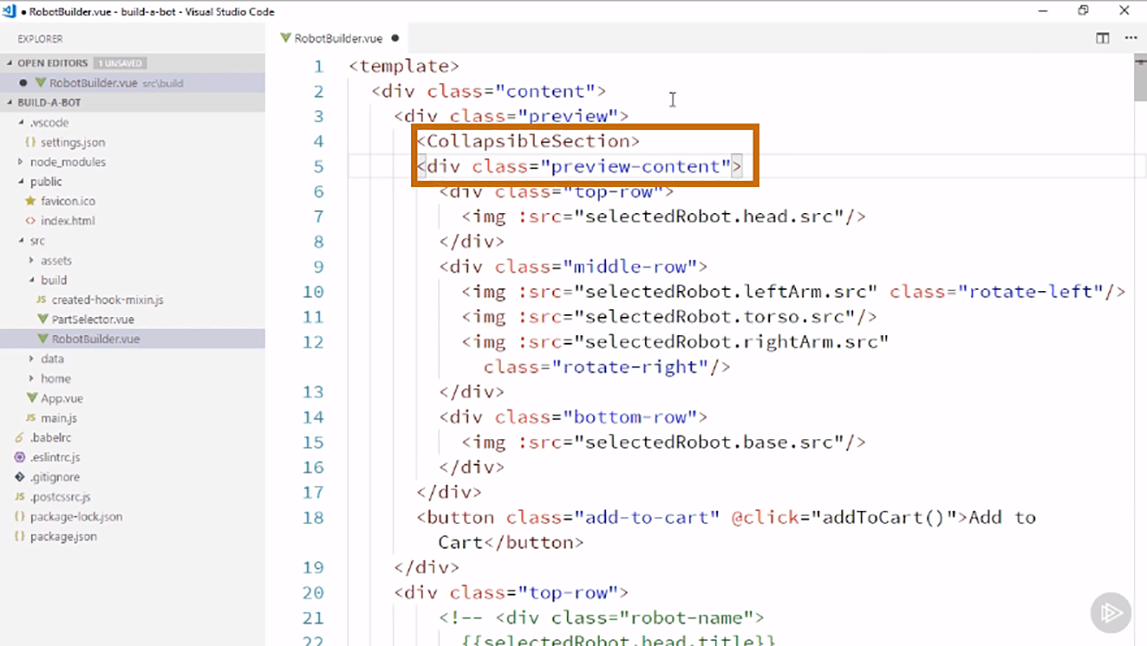 RobotBuilder.vue - build-a-bot - Visual Studio Code
EXPLORER
OPEN EDITORS 1 UNSAVED
RobotBuilder.vue src\build
BUILD-A-BOT
.vscode
{} settings.json
node_modules
public
favicon.ico
<> index.html
src
assets
build
JS created-hook-mixin.js
PartSelector.vue
RobotBuilder.vue
data
home
App.vue
JS main.js
.babelrc
.eslintrc.js
.gitignore
JS .postcssrc.js
{} package-lock.json
{} package.json
RobotBuilder.vue
1 <template>
2 <div class="content">
3 <div class="preview">
4 <CollapsibleSection>
5 <div class="preview-content">
6 <div class="top-row">
7 <img :src="selectedRobot.head.src"/>
8 </div>
9 <div class="middle-row">
10 <img :src="selectedRobot.leftArm.src" class="rotate-left"/>
11 <img :src="selectedRobot.torso.src"/>
12 <img :src="selectedRobot.rightArm.src"
class="rotate-right"/>
13 </div>
14 <div class="bottom-row">
15 <img :src="selectedRobot.base.src"/>
16 </div>
17 </div>
18 <button class="add-to-cart" @click="addToCart()">Add to
Cart</button>
19 </div>
20 <div class="top-row">
21 <!-- <div class="robot-name">
22 {{selectedRobot.head.title}}